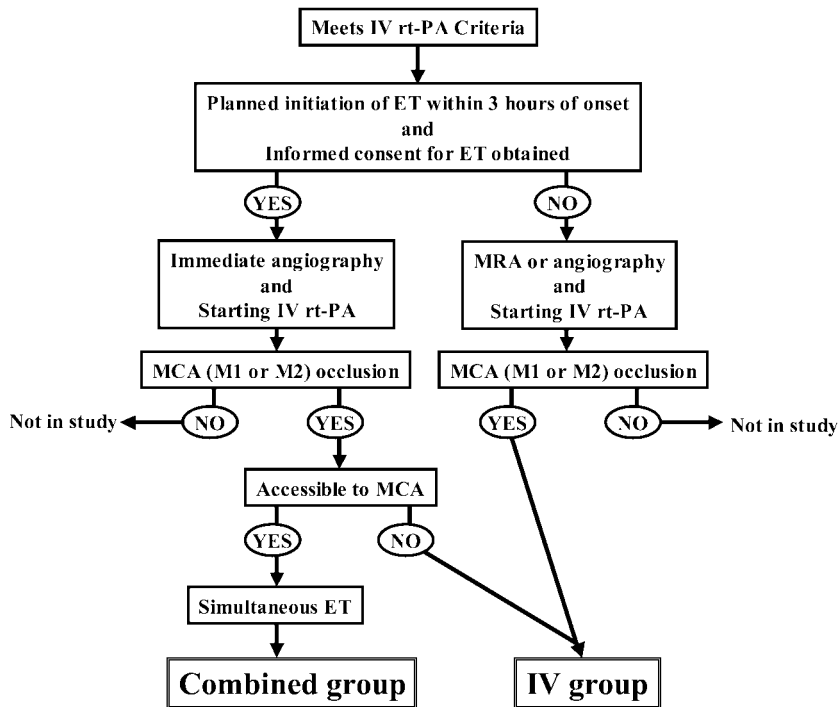 Meets IV rt-PA Criteria
Planned initiation of ET within 3 hours of onset
and
Informed consent for ET obtained
YES
NO
Immediate angiography
and
Starting IV rt-PA
MRA or angiography
and
Starting IV rt-PA
MCA (M1 or M2) occlusion
MCA (M1 or M2) occlusion
Not in study
NO
YES
YES
NO
Not in study
Accessible to MCA
YES
NO
Simultaneous ET
Combined group
IV group